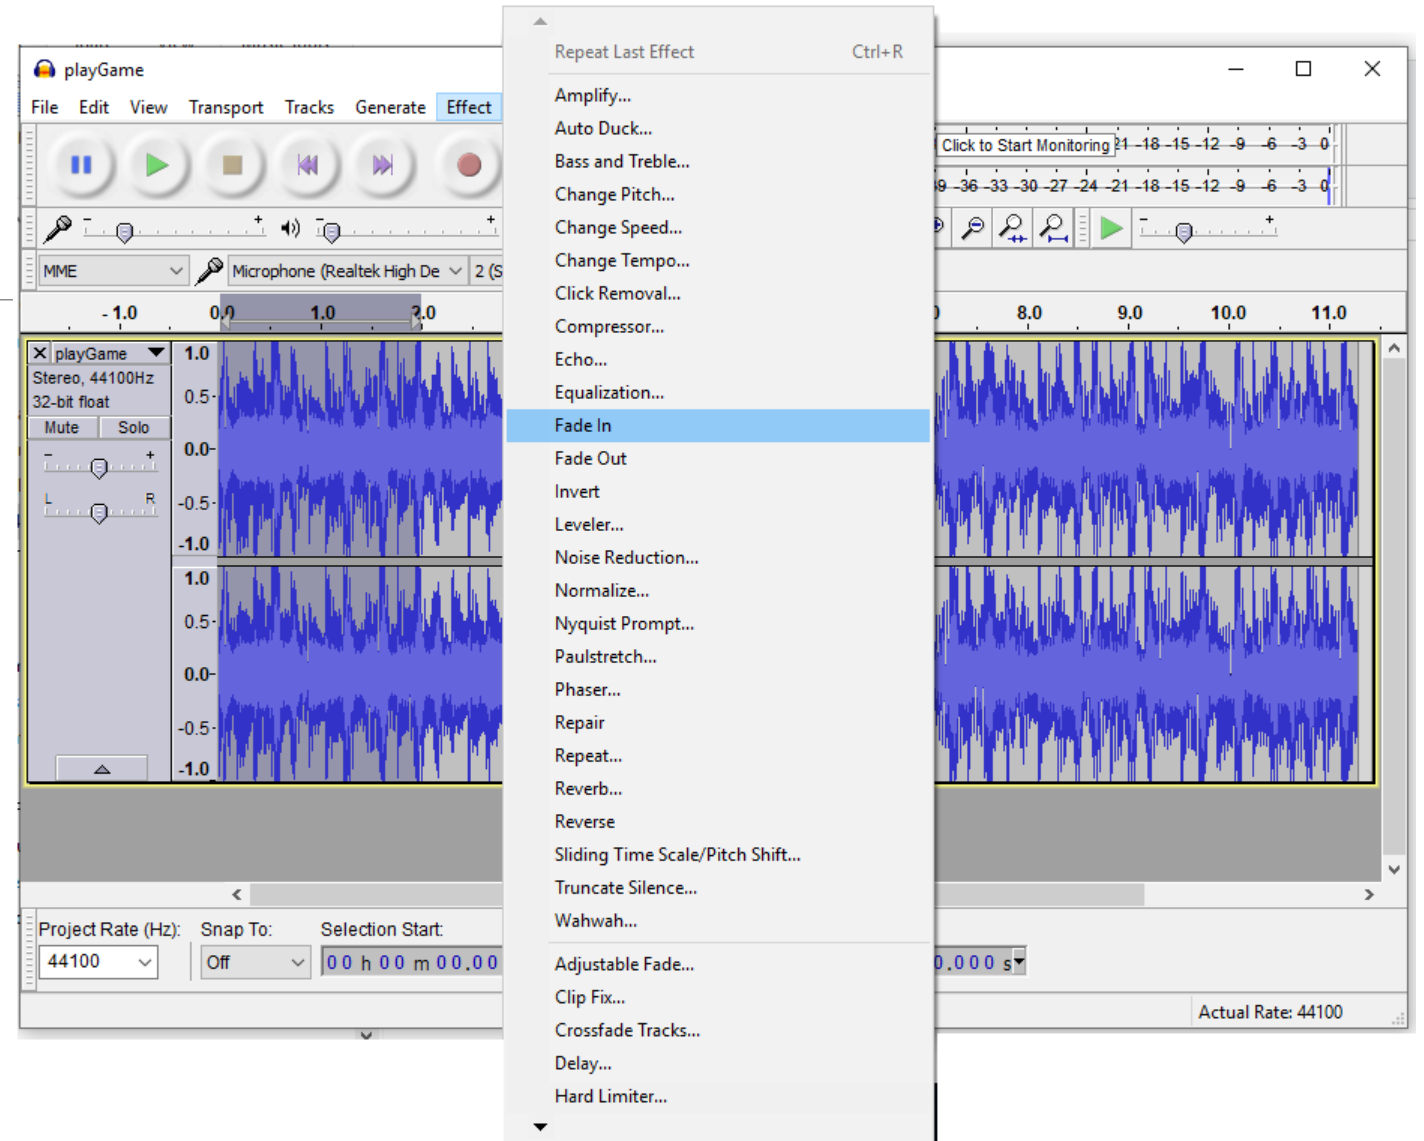 playGame
File Edit View Transport Tracks Generate Effect
Repeat Last Effect Ctrl+R
Amplify...
Auto Duck...
Bass and Treble...
Change Pitch...
Change Speed...
Change Tempo...
Click Removal...
Compressor...
Echo...
Equalization...
Fade In
Fade Out
Invert
Leveler...
Noise Reduction...
Normalize...
Nyquist Prompt...
Paulstretch...
Phaser...
Repair
Repeat...
Reverb...
Reverse
Sliding Time Scale/Pitch Shift...
Truncate Silence...
Wahwah...
Adjustable Fade...
Clip Fix...
Crossfade Tracks...
Delay...
Hard Limiter...
Click to Start Monitoring 21 -18 -15 -12 -9 -6 -3 0
-36 -33 -30 -27 -24 -21 -18 -15 -12 -9 -6 -3 0
MME Microphone (Realtek High De 2 (S
-1.0 0.0 1.0 2.0 8.0 9.0 10.0 11.0
playGame
Stereo, 44100Hz
32-bit float
Mute Solo
- +
L R
1.0
0.5
0.0
-0.5
-1.0
1.0
0.5
0.0
-0.5
-1.0
Project Rate (Hz): Snap To: Selection Start:
44100 Off 00 h 00 m 00.00 0.000 s
Actual Rate: 44100